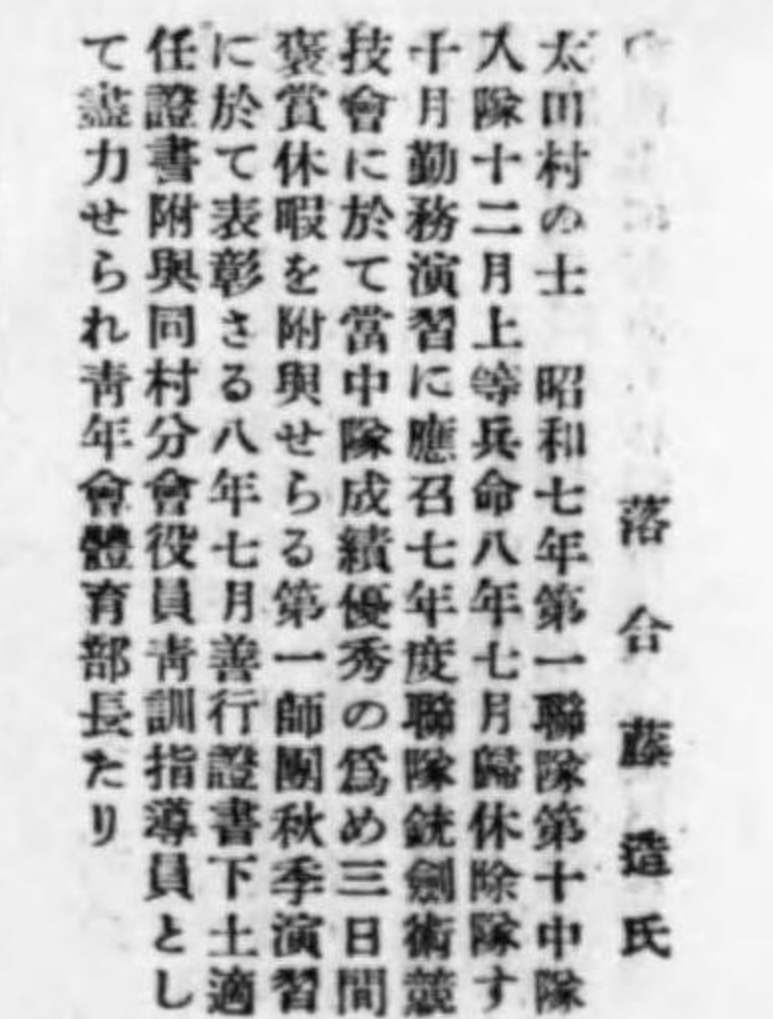 落合藤造氏
太田村の士　昭和七年第一聯隊第十中隊
入隊十二月上等兵命八年七月歸休除隊す
十月勤務演習に應召七年度聯隊銃劍術競
技會に於て當中隊成績優秀の爲め三日間
褒賞休暇を附與せらる第一師團秋季演習
に於て表彰さる八年七月善行證書下士適
任證書附與同村分會役員靑訓指導員とし
て盡力せられ靑年會體育部長たり